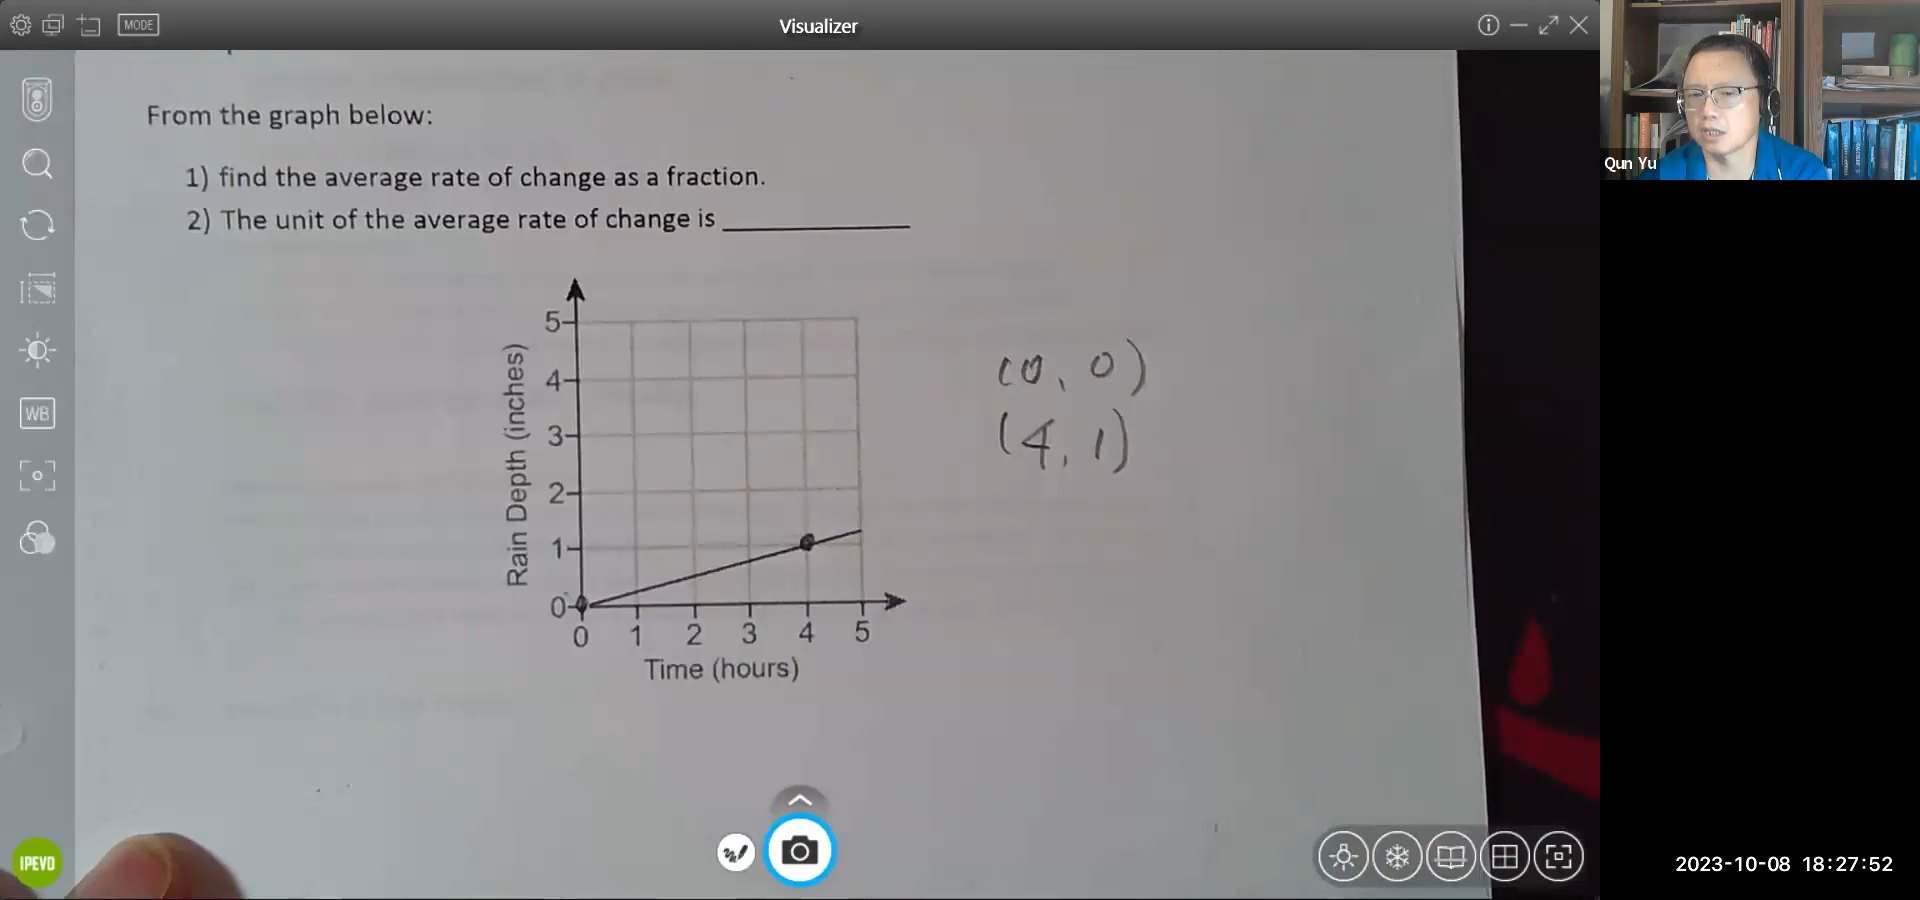 MODE
Visualizer
From the graph below:
1) find the average rate of change as a fraction.
2) The unit of the average rate of change is ____________
5
4
3
2
1
0
Rain Depth (inches)
0 1 2 3 4 5
Time (hours)
(0, 0)
(4, 1)
WB
IPEVO
Qun Yu
2023-10-08 18:27:52